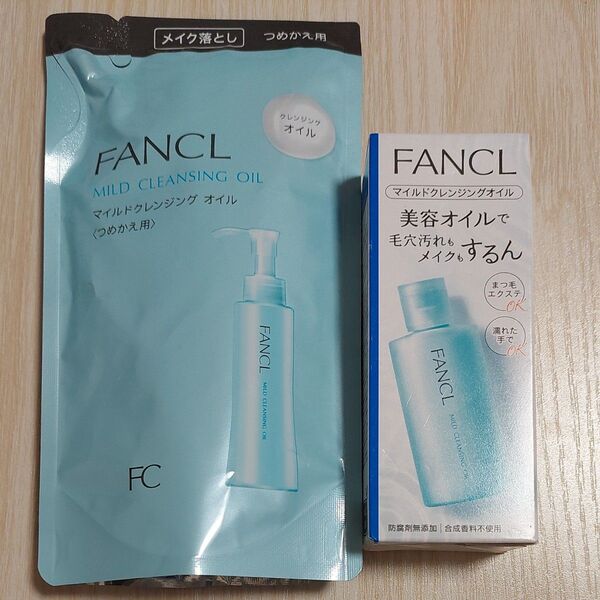 メイク落とし つめかえ用
クレンジング
オイル
FANCL
MILD CLEANSING OIL
マイルドクレンジング オイル
〈つめかえ用〉
FANCL
MILD CLEANSING OIL
FC
FANCL
マイルドクレンジングオイル
美容オイルで
毛穴汚れも
メイクもするん
まつ毛
エクステ
OK
濡れた
手で
OK
FANCL
MILD CLEANSING OIL
防腐剤無添加 | 合成香料不使用